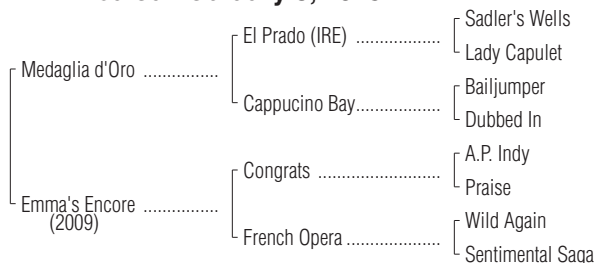 Sadler's Wells
El Prado (IRE) ...................
Lady Capulet
Medaglia d'Oro ................
Bailjumper
Cappucino Bay...................
Dubbed In
A.P. Indy
Congrats ...........................
Praise
Emma's Encore ................
(2009)
Wild Again
French Opera .....................
Sentimental Saga